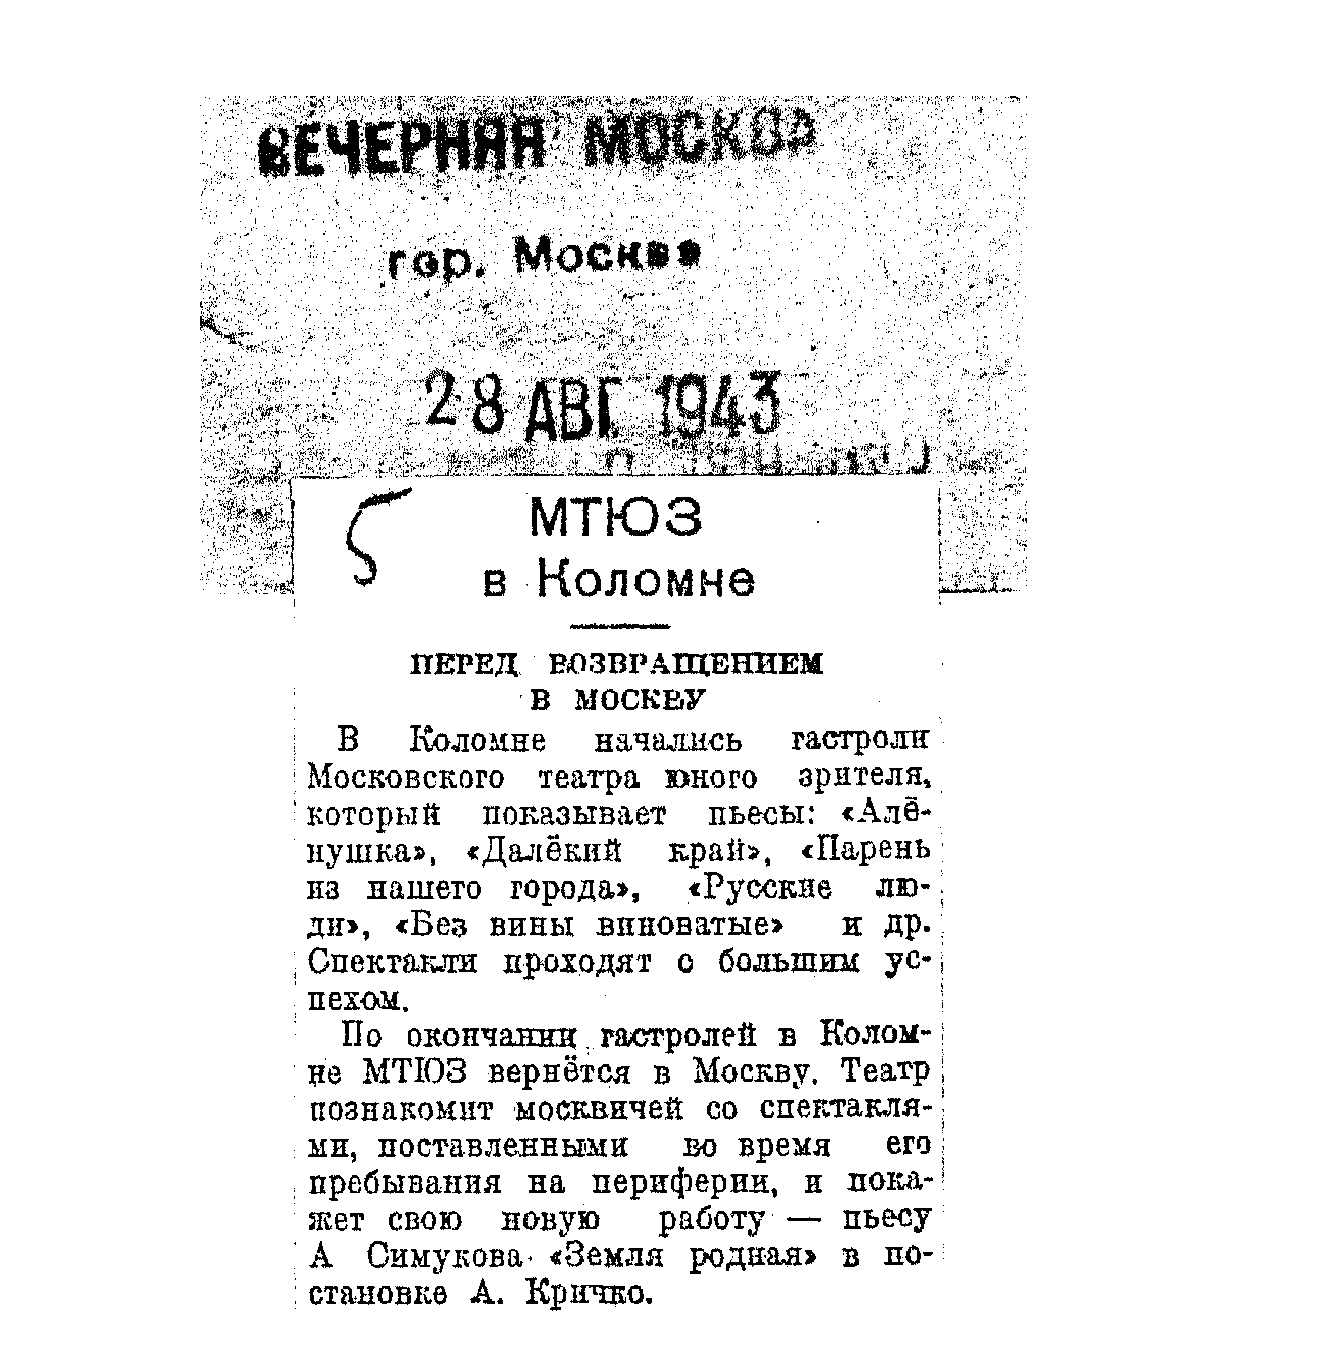 ВЕЧЕРНЯЯ МОСКВА
гор. Москва
28 АВГ 1943
5
МТЮЗ
в Коломне
ПЕРЕД ВОЗВРАЩЕНИЕМ
В МОСКВУ
В Коломне начались гастроли
Московского театра юного зрителя,
который показывает пьесы: «Алё-
нушка», «Далёкий край», «Парень
из нашего города», «Русские лю-
ди», «Без вины виноватые» и др.
Спектакли проходят с большим ус-
пехом.
По окончании гастролей в Колом-
не МТЮЗ вернётся в Москву. Театр
познакомит москвичей со спектакля-
ми, поставленными во время его
пребывания на периферии, и пока-
жет свою новую работу — пьесу
А Симукова «Земля родная» в по-
становке А. Кричко.